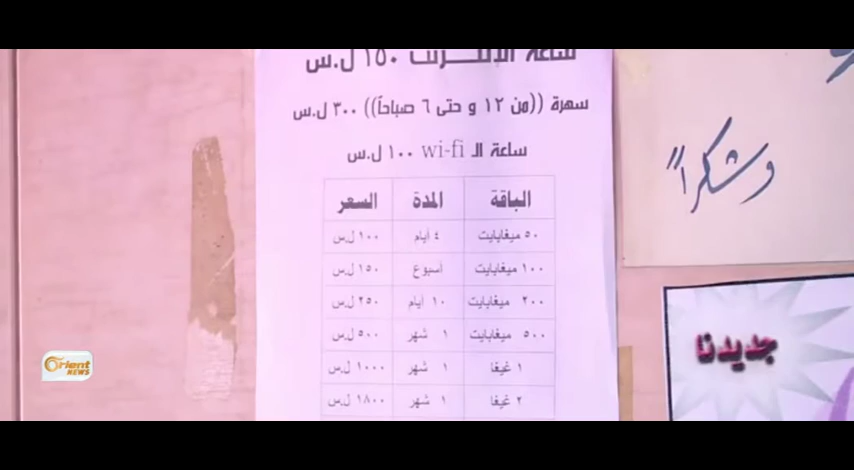 ساعة الإنترنت ١٥٠ ل.س
سهرة ((من ١٢ و حتى ٦ صباحاً)) ٣٠٠ ل.س
ساعة الـ wi-fi ١٠٠ ل.س
الباقة المدة السعر
٥٠ ميغابايت ٤ أيام ١٠٠ ل.س
١٠٠ ميغابايت أسبوع ١٥٠ ل.س
٢٠٠ ميغابايت ١٠ أيام ٢٥٠ ل.س
٥٠٠ ميغابايت ١ شهر ٥٠٠ ل.س
١ غيغا ١ شهر ١٠٠٠ ل.س
٢ غيغا ١ شهر ١٨٠٠ ل.س
وشكراً
جديدنا
Orient
NEWS